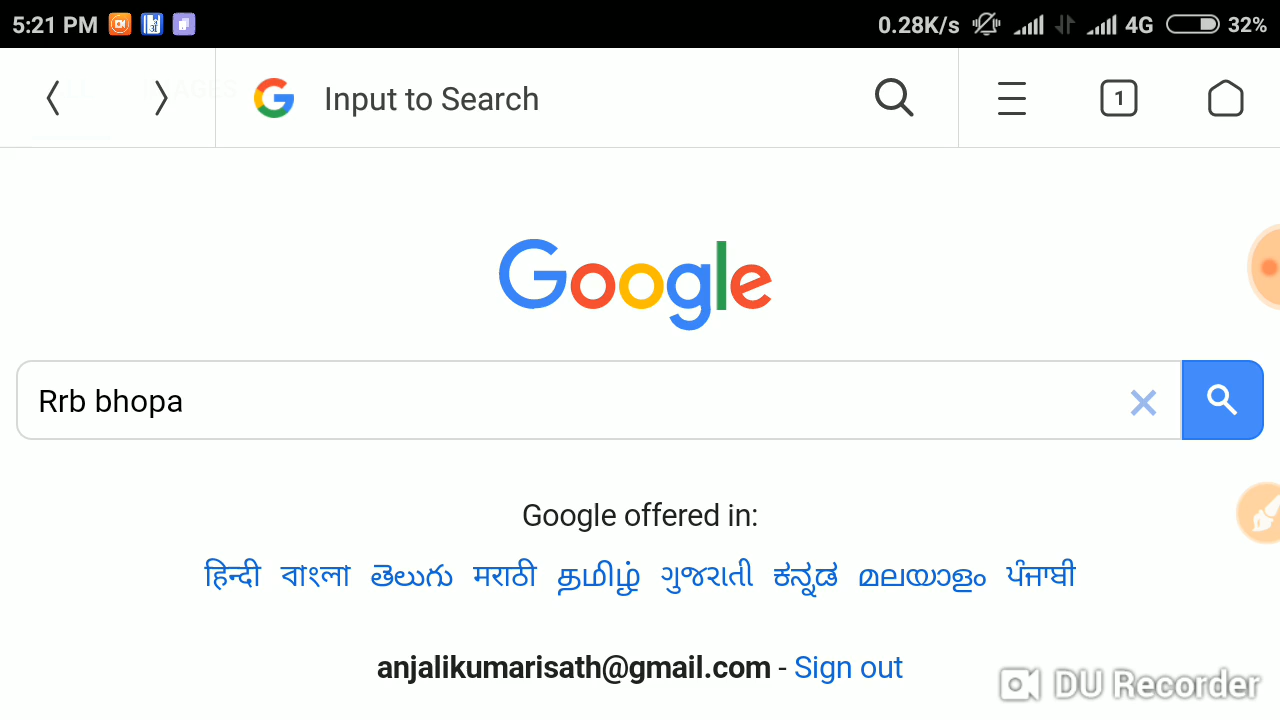 5:21 PM 0.28K/s 4G 32%
Input to Search 1
Google
Rrb bhopa
Google offered in:
हिन्दी বাংলা తెలుగు मराठी தமிழ் ગુજરાતી ಕನ್ನಡ മലയാളം ਪੰਜਾਬੀ
anjalikumarisath@gmail.com - Sign out
DU Recorder